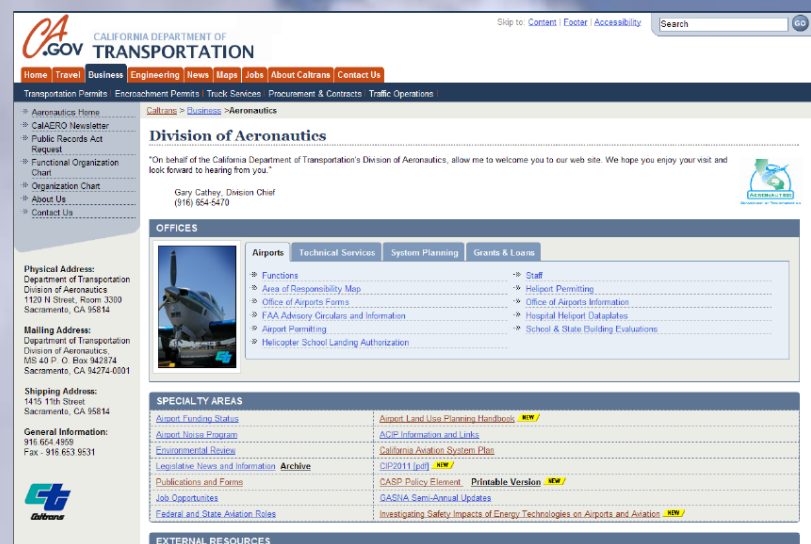 Skip to: Content | Footer | Accessibility
Search
GO
CA
.GOV
CALIFORNIA DEPARTMENT OF
TRANSPORTATION
Home Travel Business Engineering News Maps Jobs About Caltrans Contact Us
Transportation Permits | Encroachment Permits | Truck Services | Procurement & Contracts | Traffic Operations |
Aeronautics Home
CalAERO Newsletter
Public Records Act
Request
Functional Organization
Chart
Organization Chart
About Us
Contact Us
Physical Address:
Department of Transportation
Division of Aeronautics
1120 N Street, Room 3300
Sacramento, CA 95814
Mailing Address:
Department of Transportation
Division of Aeronautics,
MS 40 P. O. Box 942874
Sacramento, CA 94274-0001
Shipping Address:
1415 11th Street
Sacramento, CA 95814
General Information:
916.654.4959
Fax - 916.653.9531
Caltrans
Caltrans > Business >Aeronautics
Division of Aeronautics
"On behalf of the California Department of Transportation's Division of Aeronautics, allow me to welcome you to our web site. We hope you enjoy your visit and
look forward to hearing from you."
Gary Cathey, Division Chief
(916) 654-5470
AERONAUTICS
OFFICES
Airports Technical Services System Planning Grants & Loans
Functions
Area of Responsibility Map
Office of Airports Forms
FAA Advisory Circulars and Information
Airport Permitting
Helicopter School Landing Authorization
Staff
Heliport Permitting
Office of Airports Information
Hospital Heliport Dataplates
School & State Building Evaluations
SPECIALTY AREAS
Airport Funding Status
Airport Noise Program
Environmental Review
Legislative News and Information Archive
Publications and Forms
Job Opportunites
Federal and State Aviation Roles
Airport Land Use Planning Handbook NEW
ACIP Information and Links
California Aviation System Plan
CIP2011 [pdf] NEW
CASP Policy Element Printable Version NEW
GASNA Semi-Annual Updates
Investigating Safety Impacts of Energy Technologies on Airports and Aviation NEW
EXTERNAL RESOURCES